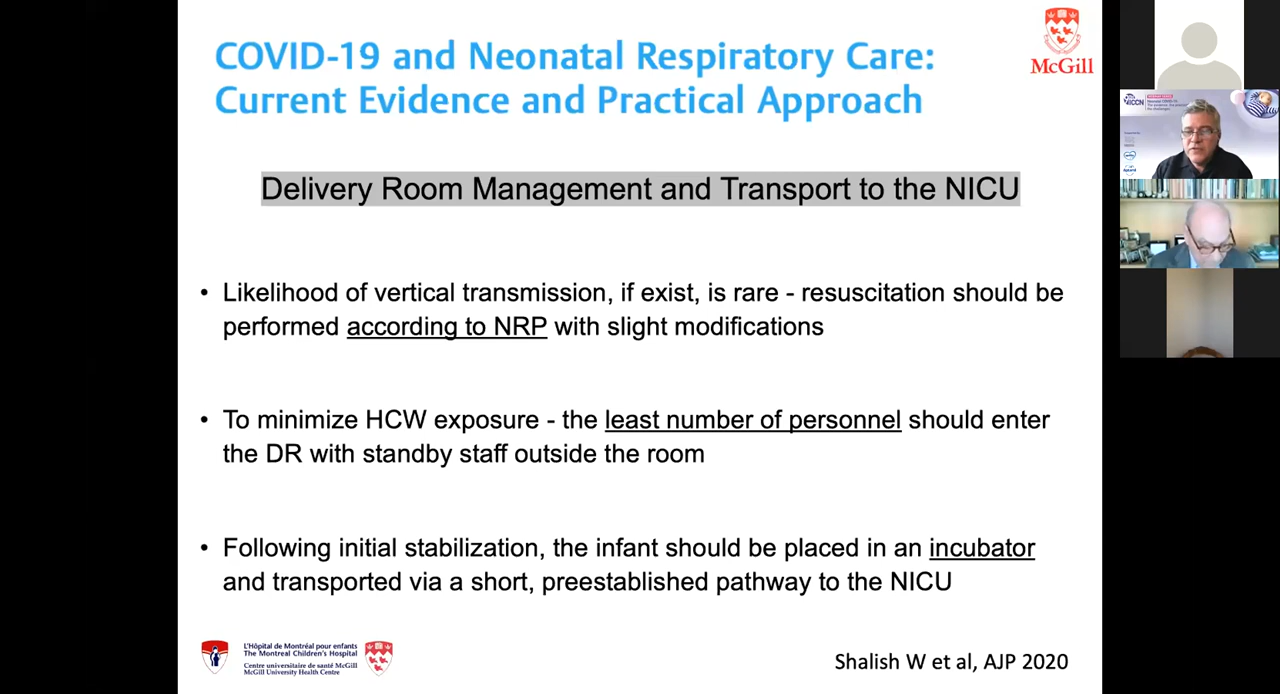 COVID-19 and Neonatal Respiratory Care:
Current Evidence and Practical Approach
McGill
Delivery Room Management and Transport to the NICU
• Likelihood of vertical transmission, if exist, is rare - resuscitation should be
performed according to NRP with slight modifications
• To minimize HCW exposure - the least number of personnel should enter
the DR with standby staff outside the room
• Following initial stabilization, the infant should be placed in an incubator
and transported via a short, preestablished pathway to the NICU
L'Hôpital de Montréal pour enfants
The Montreal Children's Hospital
Centre universitaire de santé McGill
McGill University Health Centre
Shalish W et al, AJP 2020